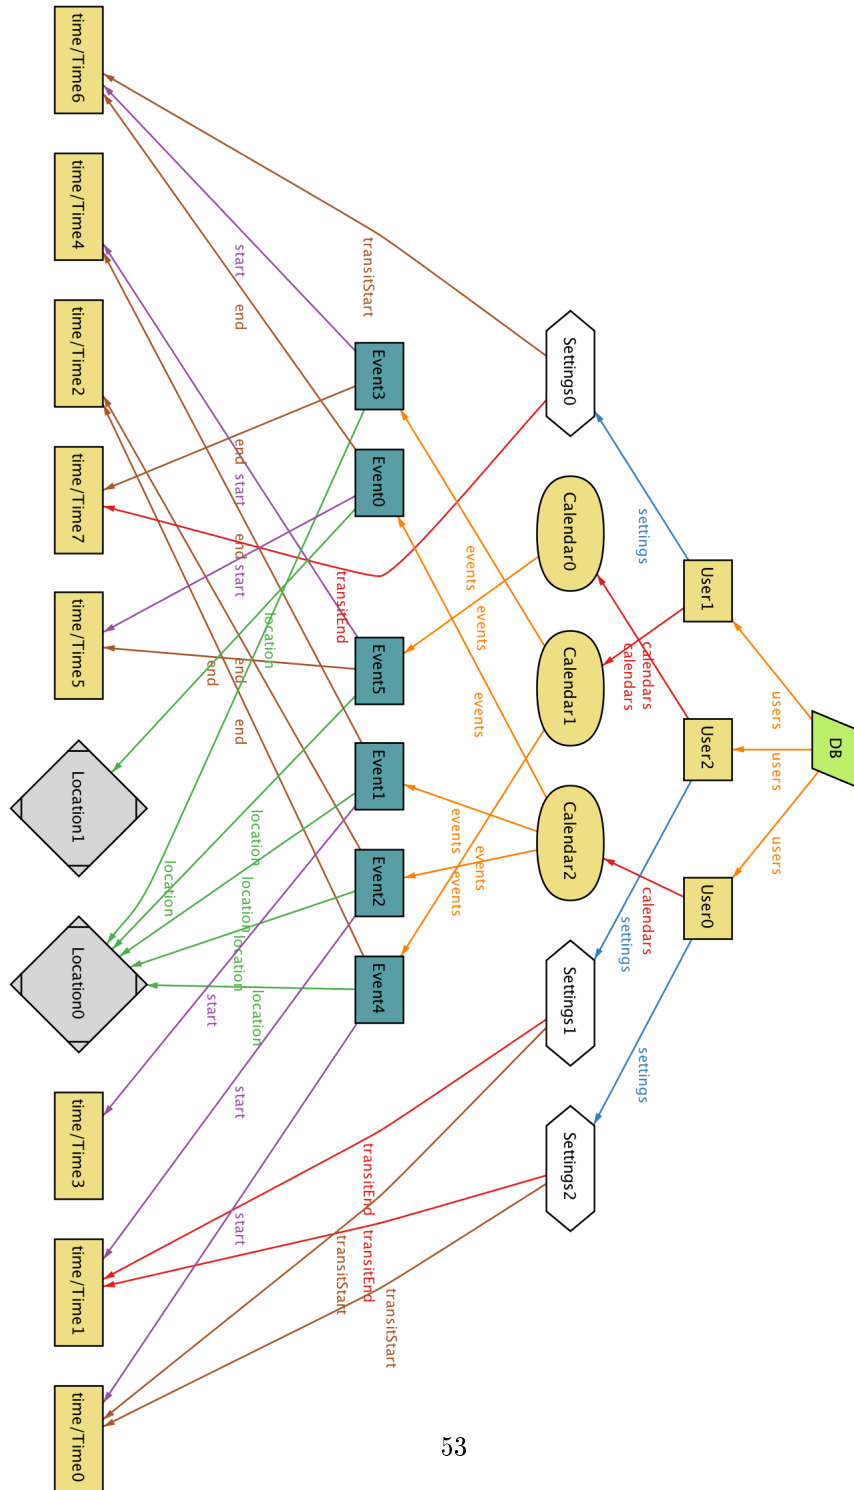 DB
users
users
users
User1
User2
User0
settings
calendars
calendars
calendars
settings
settings
Settings0
Calendar0
Calendar1
Calendar2
Settings1
Settings2
events
events
events
events
events
events
transitStart
transitEnd
transitEnd
transitEnd
transitStart
transitStart
Event3
Event0
Event5
Event1
Event2
Event4
start
end
end
start
end
start
location
end
end
end
location
location
location
location
location
start
start
start
time/Time6
time/Time4
time/Time2
time/Time7
time/Time5
Location1
Location0
time/Time3
time/Time1
time/Time0
53